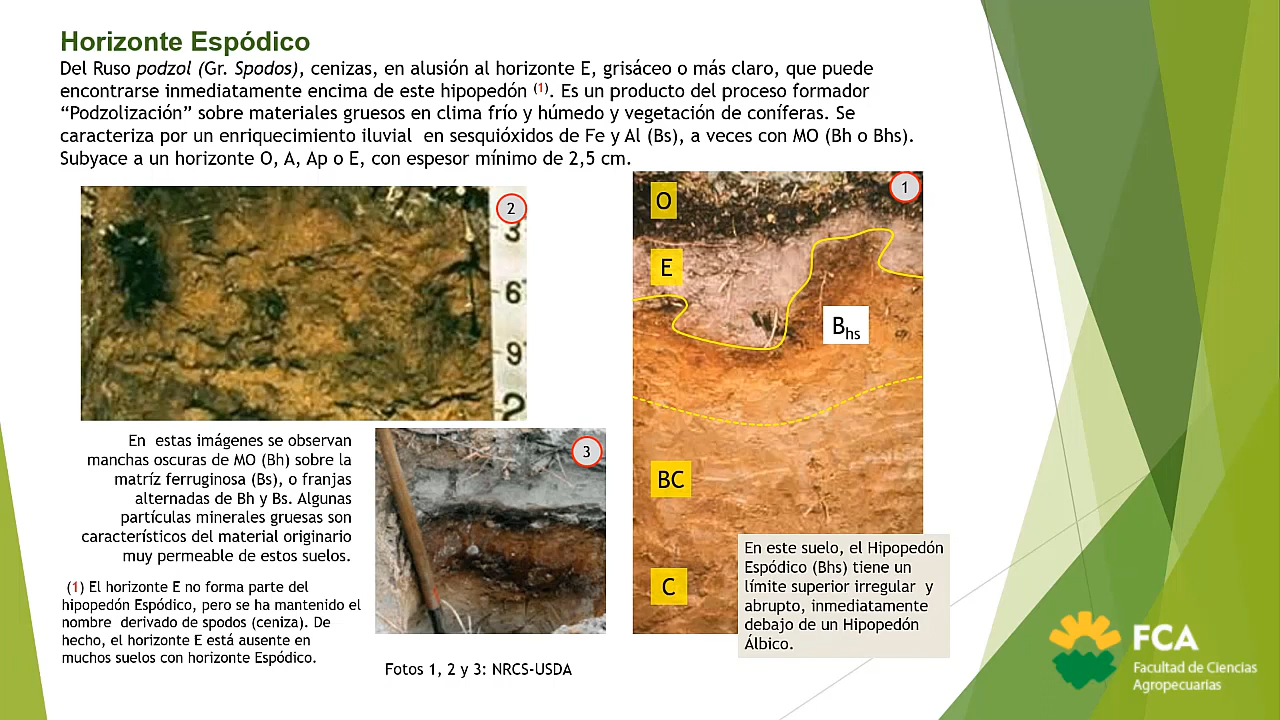 Horizonte Espódico
Del Ruso podzol (Gr. Spodos), cenizas, en alusión al horizonte E, grisáceo o más claro, que puede
encontrarse inmediatamente encima de este hipopedón (1). Es un producto del proceso formador
“Podzolización” sobre materiales gruesos en clima frío y húmedo y vegetación de coníferas. Se
caracteriza por un enriquecimiento iluvial en sesquióxidos de Fe y Al (Bs), a veces con MO (Bh o Bhs).
Subyace a un horizonte O, A, Ap o E, con espesor mínimo de 2,5 cm.
2
3
6
9
1
O
E
Bhs
BC
C
En estas imágenes se observan
manchas oscuras de MO (Bh) sobre la
matríz ferruginosa (Bs), o franjas
alternadas de Bh y Bs. Algunas
partículas minerales gruesas son
característicos del material originario
muy permeable de estos suelos.
3
(1) El horizonte E no forma parte del
hipopedón Espódico, pero se ha mantenido el
nombre derivado de spodos (ceniza). De
hecho, el horizonte E está ausente en
muchos suelos con horizonte Espódico.
Fotos 1, 2 y 3: NRCS-USDA
En este suelo, el Hipopedón
Espódico (Bhs) tiene un
límite superior irregular y
abrupto, inmediatamente
debajo de un Hipopedón
Álbico.
FCA
Facultad de Ciencias
Agropecuarias